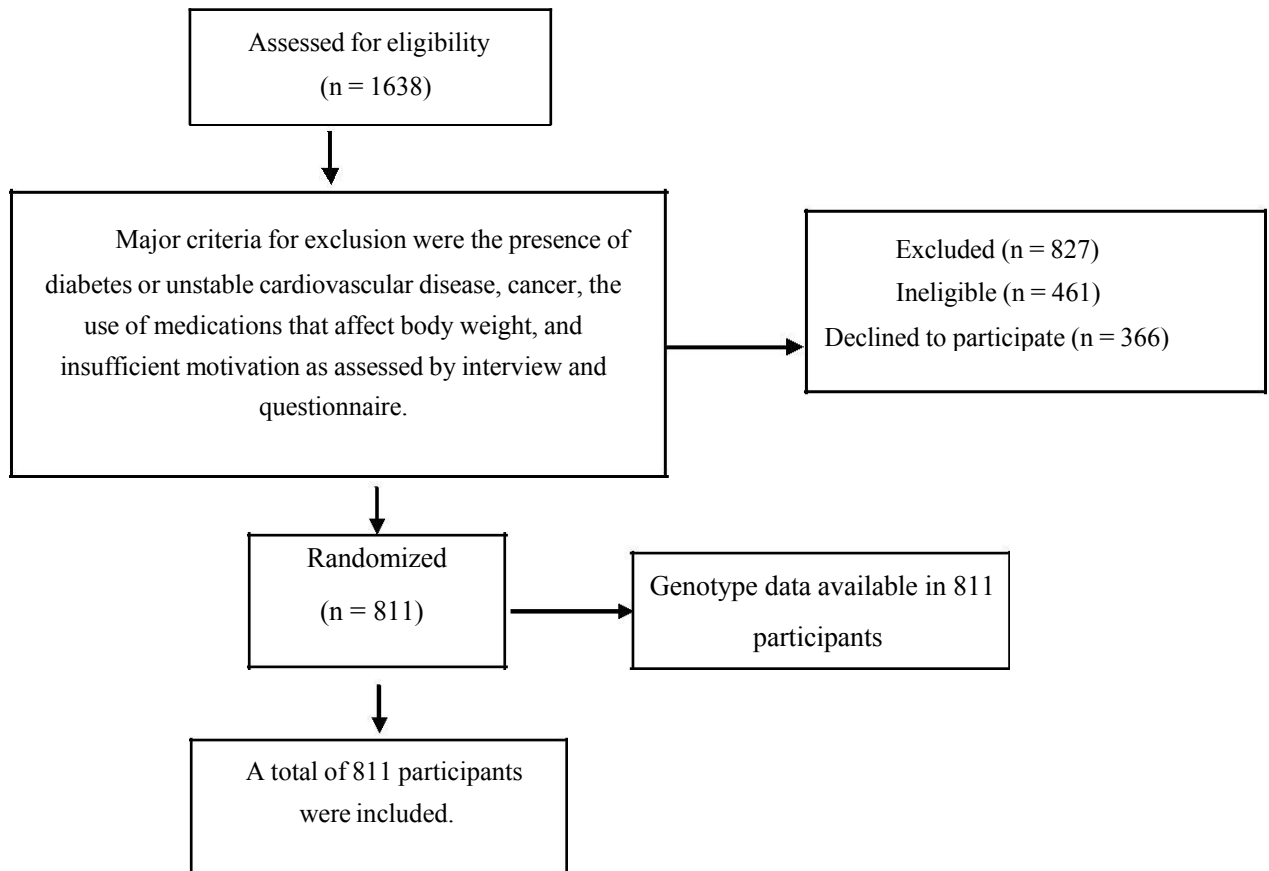 Assessed for eligibility
(n = 1638)
Major criteria for exclusion were the presence of
diabetes or unstable cardiovascular disease, cancer, the
use of medications that affect body weight, and
insufficient motivation as assessed by interview and
questionnaire.
Excluded (n = 827)
Ineligible (n = 461)
Declined to participate (n = 366)
Randomized
(n = 811)
Genotype data available in 811
participants
A total of 811 participants
were included.